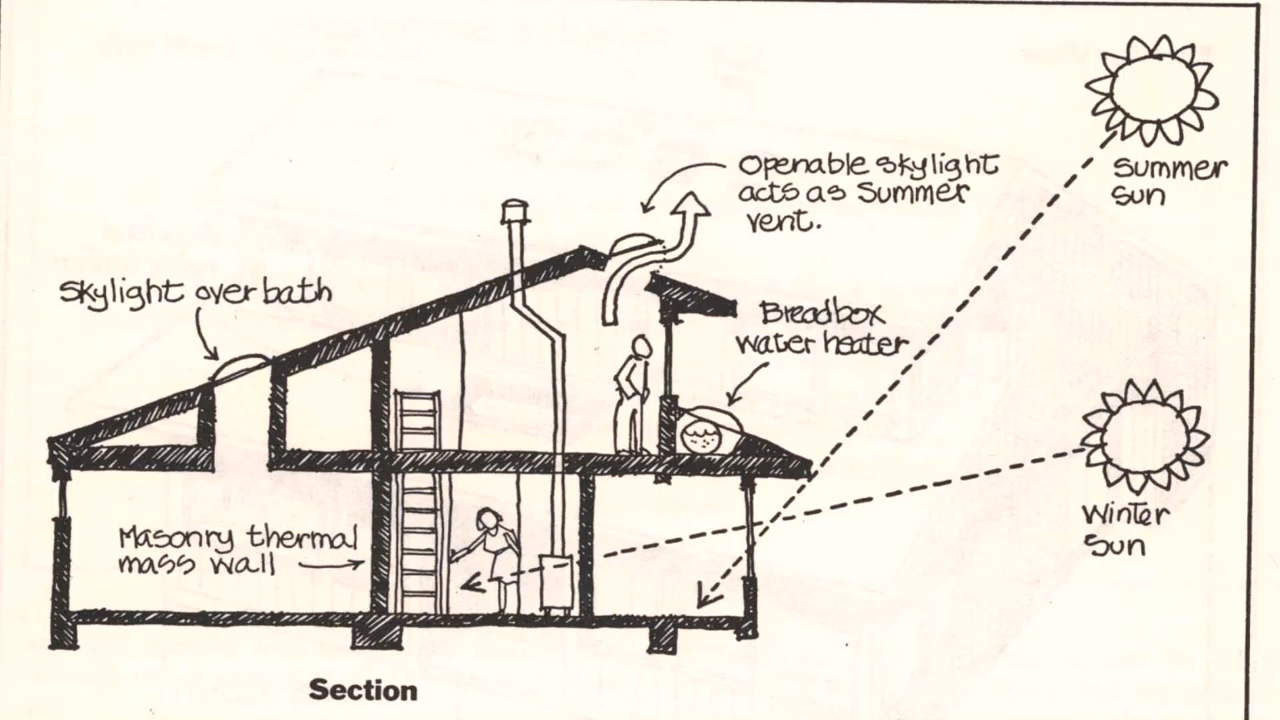 Openable skylight
acts as Summer
vent.
Summer
sun
Skylight over bath
Breadbox
water heater
Winter
Sun
Masonry thermal
mass wall
Section